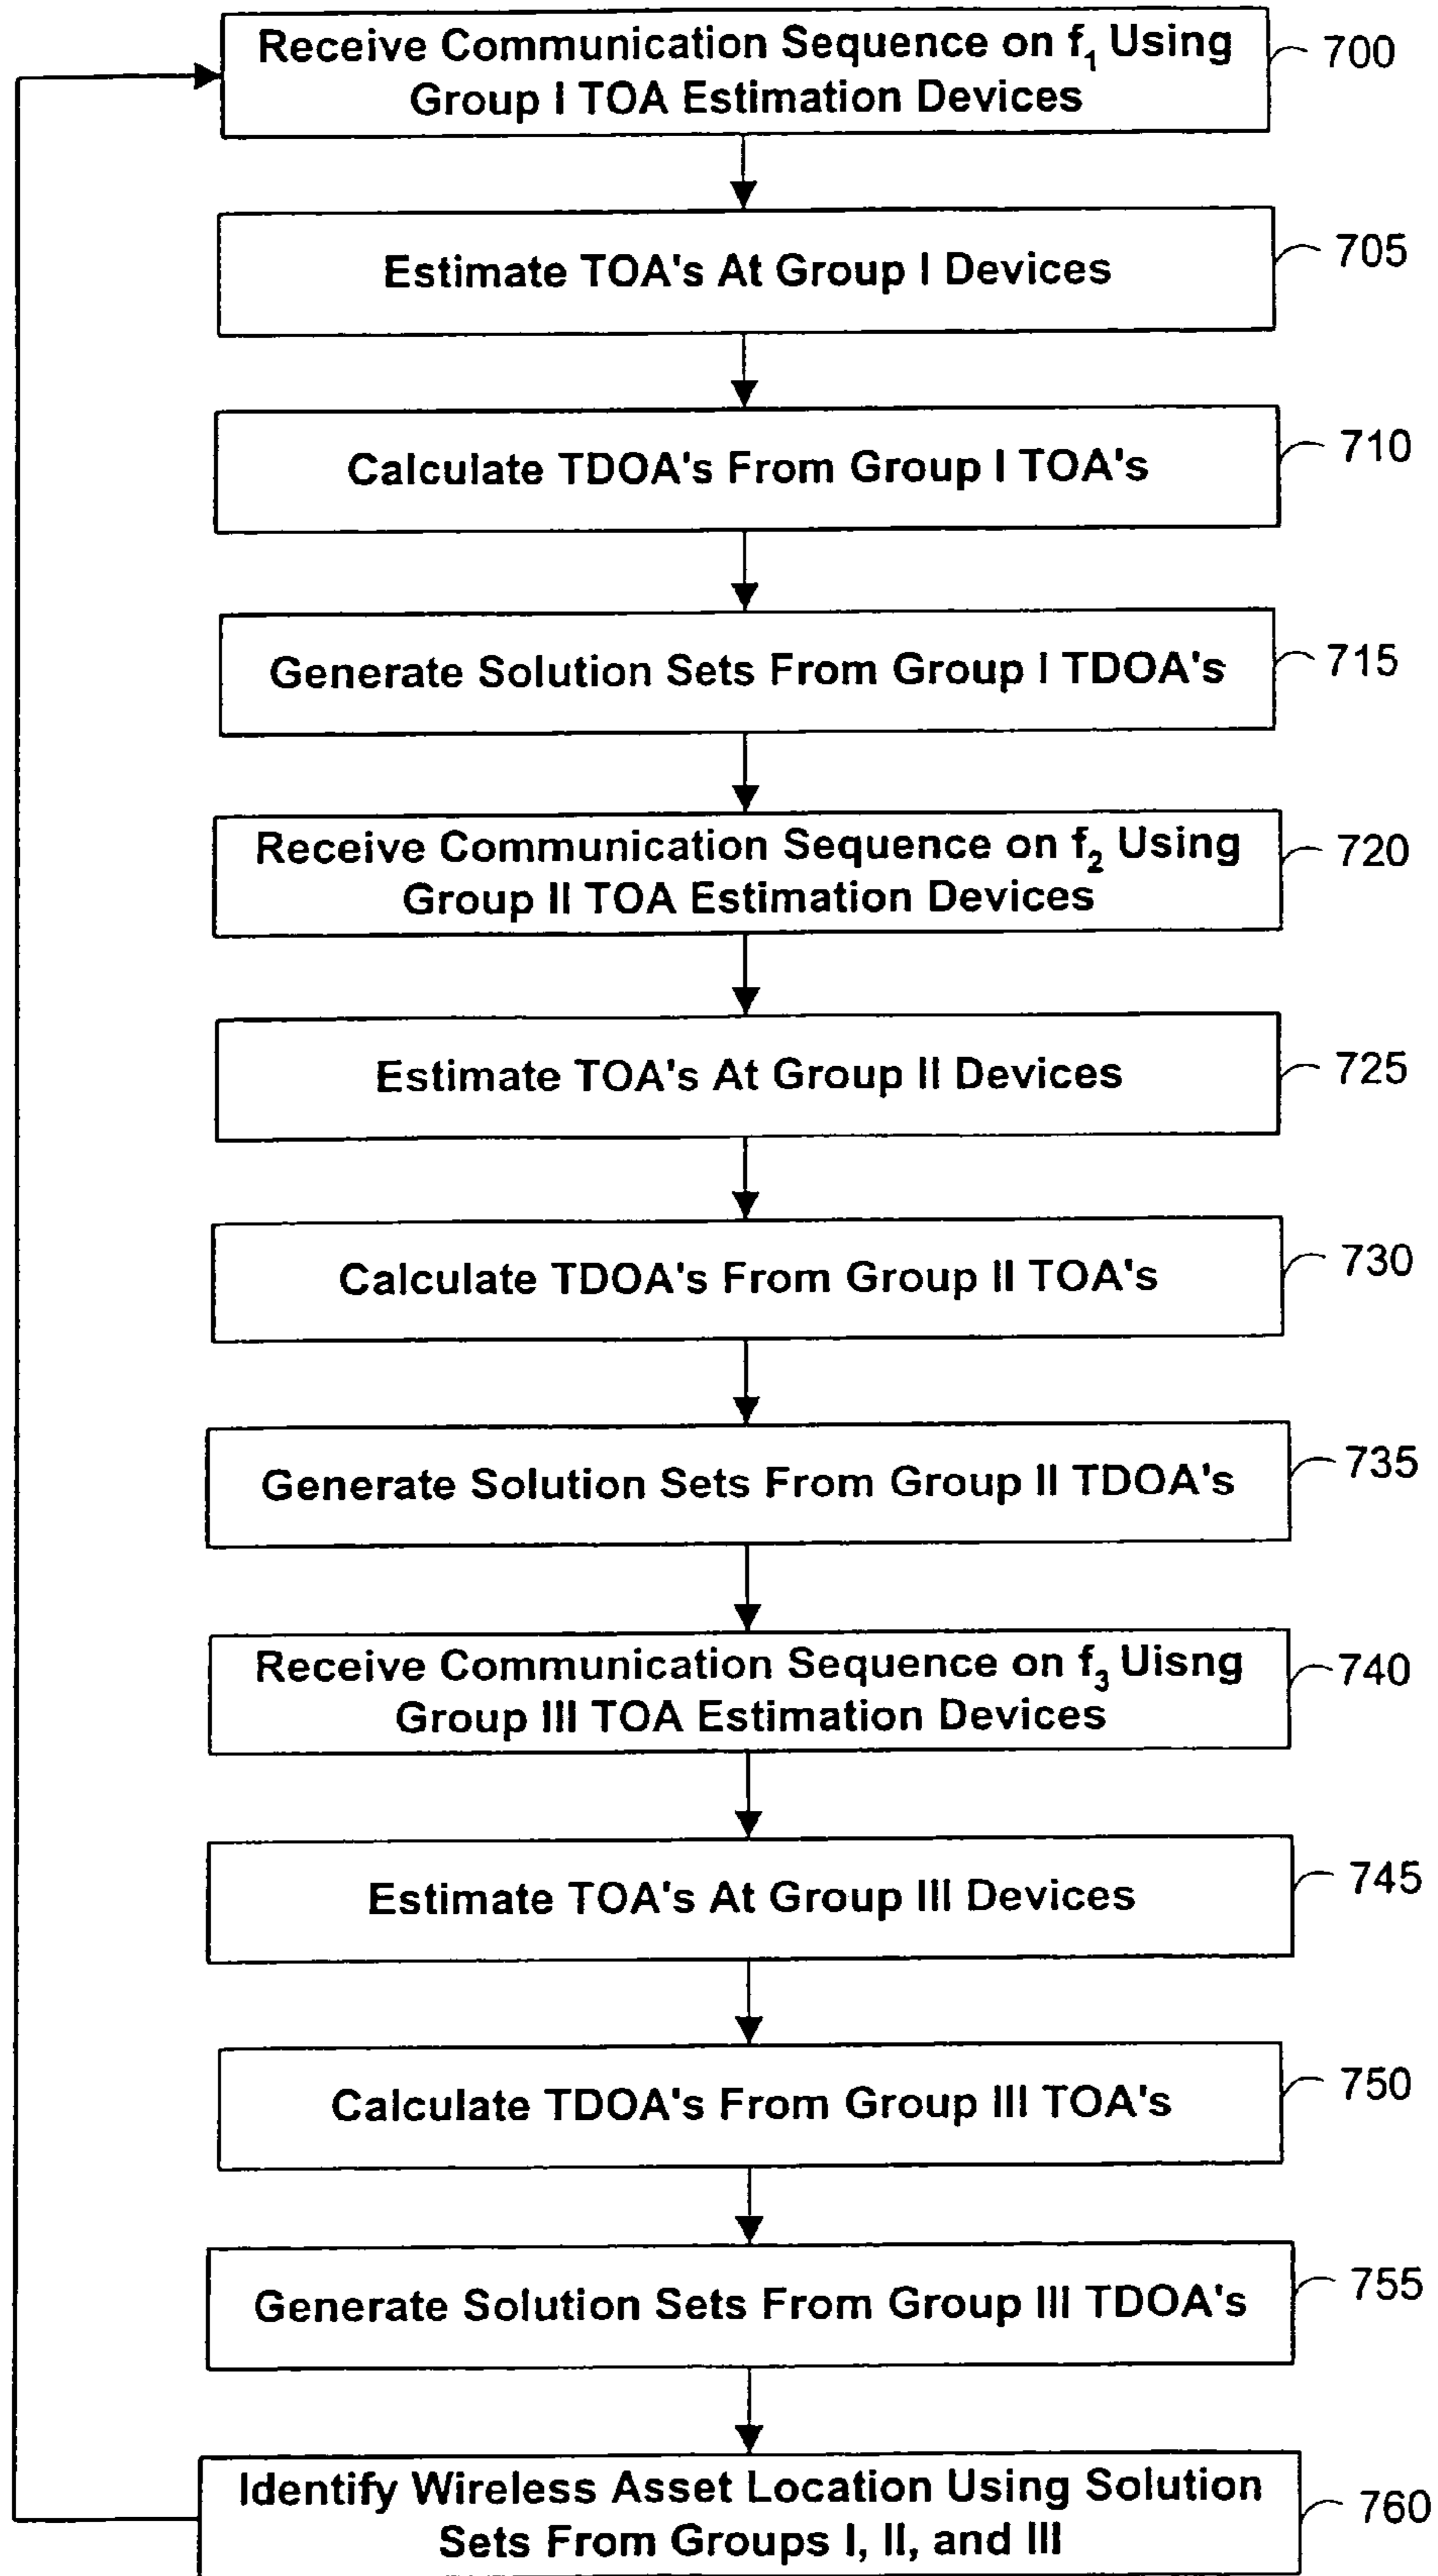 Receive Communication Sequence on f₁ Using
Group I TOA Estimation Devices
700
Estimate TOA's At Group I Devices
705
Calculate TDOA's From Group I TOA's
710
Generate Solution Sets From Group I TDOA's
715
Receive Communication Sequence on f₂ Using
Group II TOA Estimation Devices
720
Estimate TOA's At Group II Devices
725
Calculate TDOA's From Group II TOA's
730
Generate Solution Sets From Group II TDOA's
735
Receive Communication Sequence on f₃ Uisng
Group III TOA Estimation Devices
740
Estimate TOA's At Group III Devices
745
Calculate TDOA's From Group III TOA's
750
Generate Solution Sets From Group III TDOA's
755
Identify Wireless Asset Location Using Solution
Sets From Groups I, II, and III
760